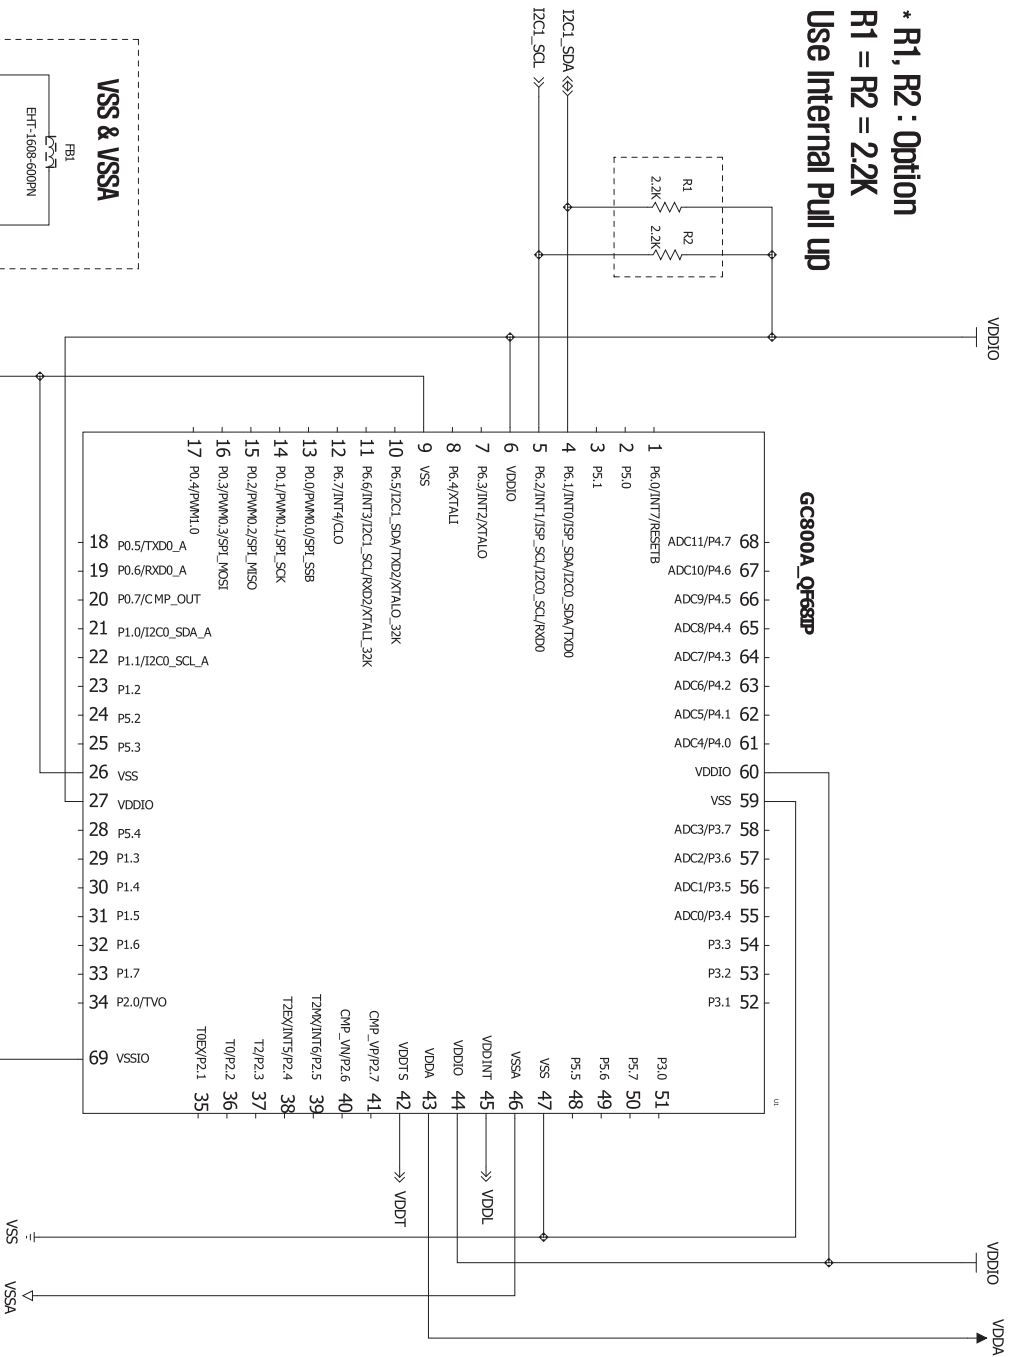 * R1, R2 : Option
R1 = R2 = 2.2K
Use Internal Pull up
I2C1_SDA
I2C1_SCL
R1
2.2K
R2
2.2K
VSS & VSSA
FB1
EHT-1608-600PN
VDDIO
GC800A_QF68IP
1 P6.0/INT7/RESETB
2 P5.0
3 P5.1
4 P6.1/INT0/ISP_SDA/I2C0_SDA/TXD0
5 P6.2/INT1/ISP_SCL/I2C0_SCL/RXD0
6 VDDIO
7 P6.3/INT2/XTALO
8 P6.4/XTALI
9 VSS
10 P6.5/I2C1_SDA/TXD2/XTALO_32K
11 P6.6/INT3/I2C1_SCL/RXD2/XTALI_32K
12 P6.7/INT4/CLO
13 P0.0/PWM0.0/SPI_SSB
14 P0.1/PWM0.1/SPI_SCK
15 P0.2/PWM0.2/SPI_MISO
16 P0.3/PWM0.3/SPI_MOSI
17 P0.4/PWM1.0
18 P0.5/TXD0_A
19 P0.6/RXD0_A
20 P0.7/CMP_OUT
21 P1.0/I2C0_SDA_A
22 P1.1/I2C0_SCL_A
23 P1.2
24 P5.2
25 P5.3
26 VSS
27 VDDIO
28 P5.4
29 P1.3
30 P1.4
31 P1.5
32 P1.6
33 P1.7
34 P2.0/TVO
69 VSSIO
T0EX/P2.1 35
T0/P2.2 36
T2/P2.3 37
T2EX/INT5/P2.4 38
T2MX/INT6/P2.5 39
CMP_VN/P2.6 40
CMP_VP/P2.7 41
VDDTS 42
VDDA 43
VDDIO 44
VDDINT 45
VSSA 46
VSS 47
P5.5 48
P5.6 49
P5.7 50
P3.0 51
P3.1 52
P3.2 53
P3.3 54
ADC0/P3.4 55
ADC1/P3.5 56
ADC2/P3.6 57
ADC3/P3.7 58
VSS 59
VDDIO 60
ADC4/P4.0 61
ADC5/P4.1 62
ADC6/P4.2 63
ADC7/P4.3 64
ADC8/P4.4 65
ADC9/P4.5 66
ADC10/P4.6 67
ADC11/P4.7 68
U1
VDDL
VDDT
VDDIO
VDDA
VSS
VSSA